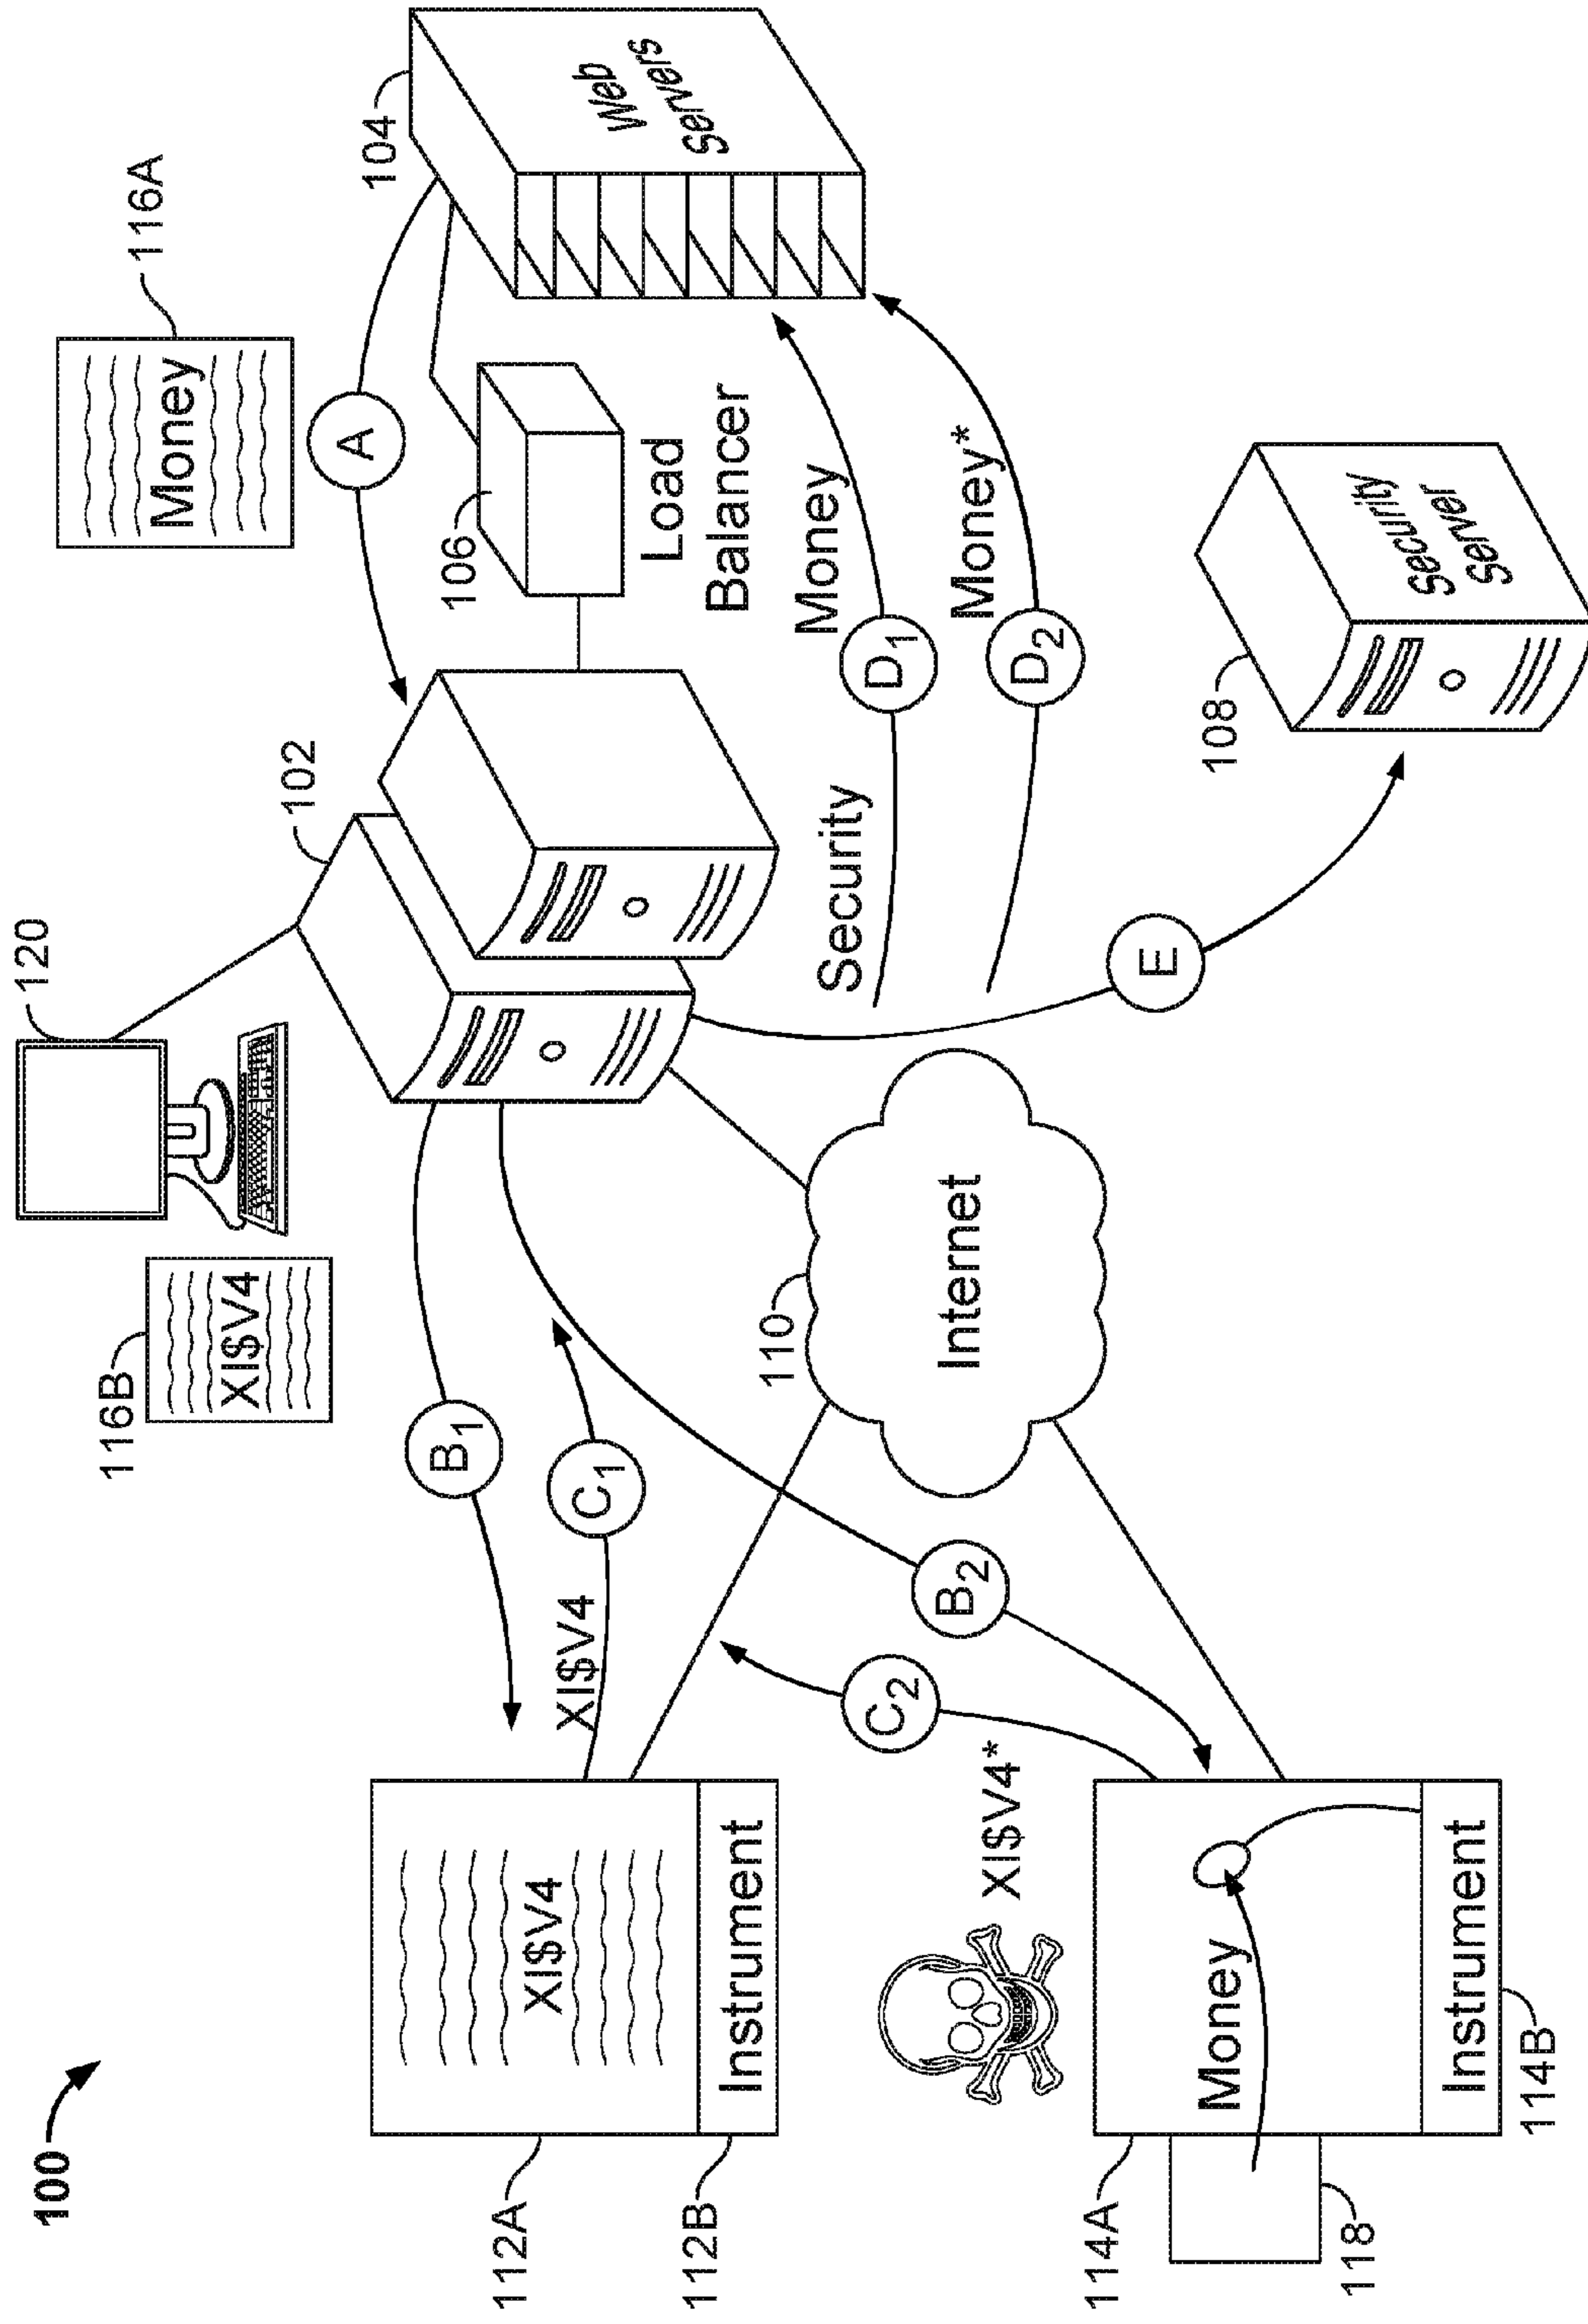 100
116B
XI$V4
120
102
Money
116A
A
104
Web
Servers
106
Load
Balancer
112A
XI$V4
Instrument
112B
B1
XI$V4
C1
110
Internet
Security
Money
D1
Money*
D2
XI$V4*
C2
B2
E
108
Security
Server
114A
Money
Instrument
118
114B